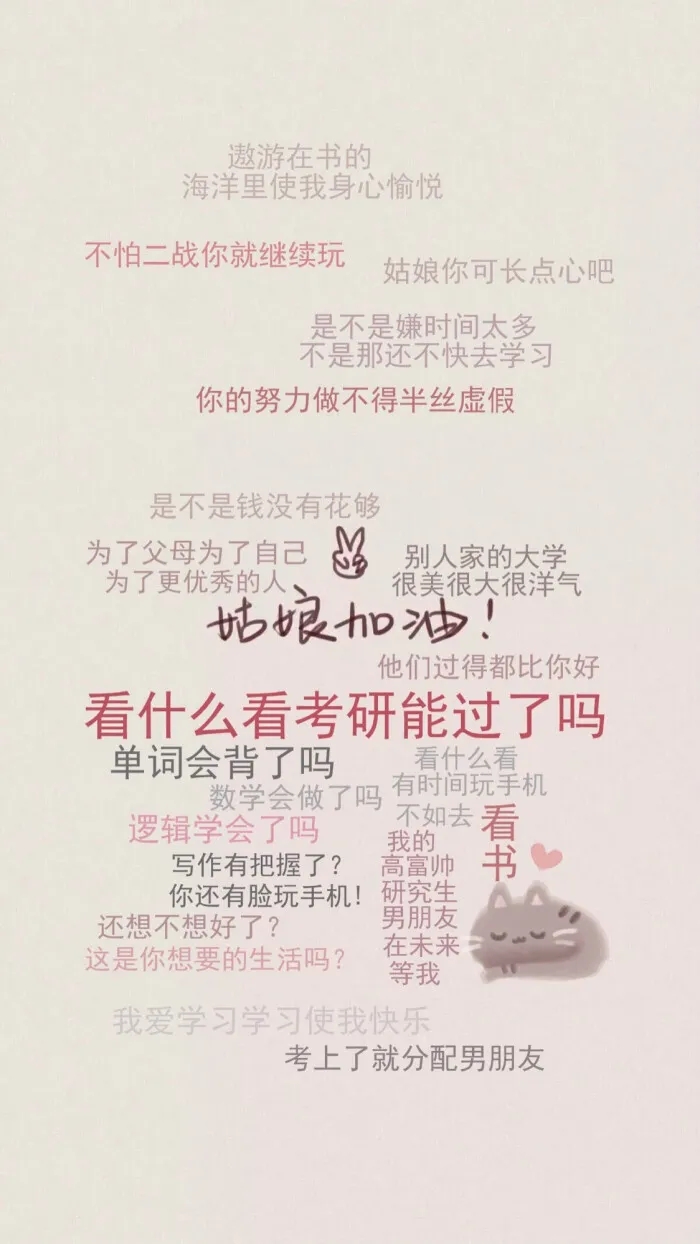 遨游在书的
海洋里使我身心愉悦
不怕二战你就继续玩
姑娘你可长点心吧
是不是嫌时间太多
不是那还不快去学习
你的努力做不得半丝虚假
是不是钱没有花够
为了父母为了自己
为了更优秀的人
别人家的大学
很美很大很洋气
姑娘加油!
他们过得都比你好
看什么看考研能过了吗
单词会背了吗
数学会做了吗
逻辑学会了吗
写作有把握了?
你还有脸玩手机!
还想不想好了?
这是你想要的生活吗?
看什么看
有时间玩手机
不如去
看
书
我的
高富帅
研究生
男朋友
在未来
等我
我爱学习学习使我快乐
考上了就分配男朋友